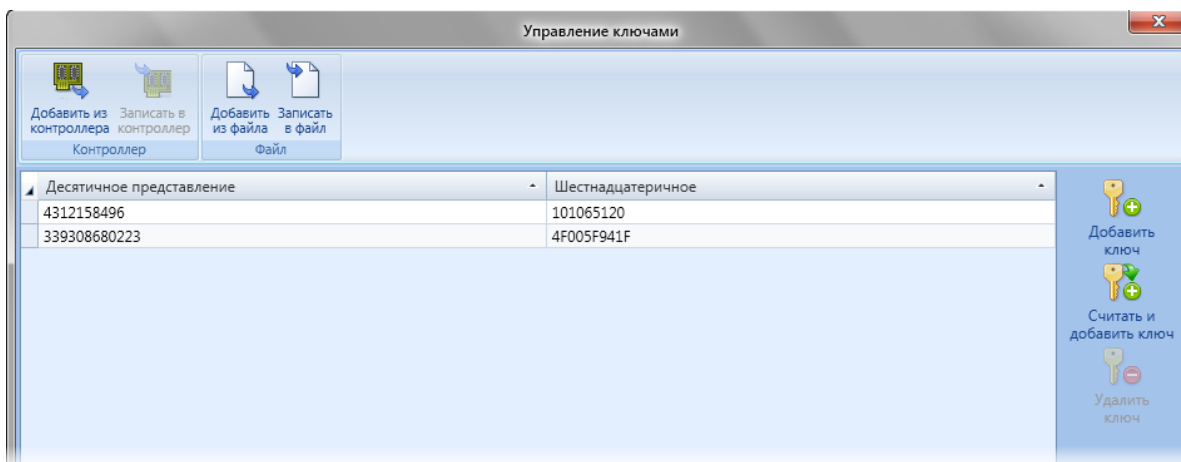 Управление ключами
Добавить из контроллера
Записать в контроллер
Добавить из файла
Записать в файл
Контроллер
Файл
Десятичное представление
Шестнадцатеричное
4312158496
101065120
339308680223
4F005F941F
Добавить
ключ
Считать и
добавить ключ
Удалить
ключ